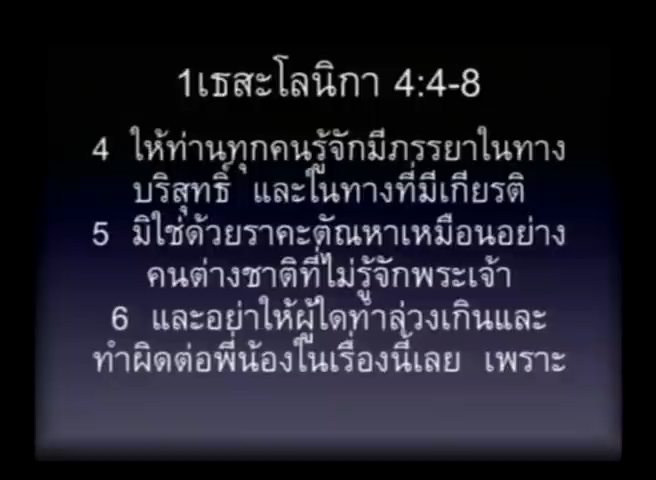 1เธสะโลนิกา 4:4-8
4 ให้ท่านทุกคนรู้จักมีภรรยาในทาง
บริสุทธิ์ และในทางที่มีเกียรติ
5 มิใช่ด้วยราคะตัณหาเหมือนอย่าง
คนต่างชาติที่ไม่รู้จักพระเจ้า
6 และอย่าให้ผู้ใดทำล่วงเกินและ
ทำผิดต่อพี่น้องในเรื่องนี้เลย เพราะ